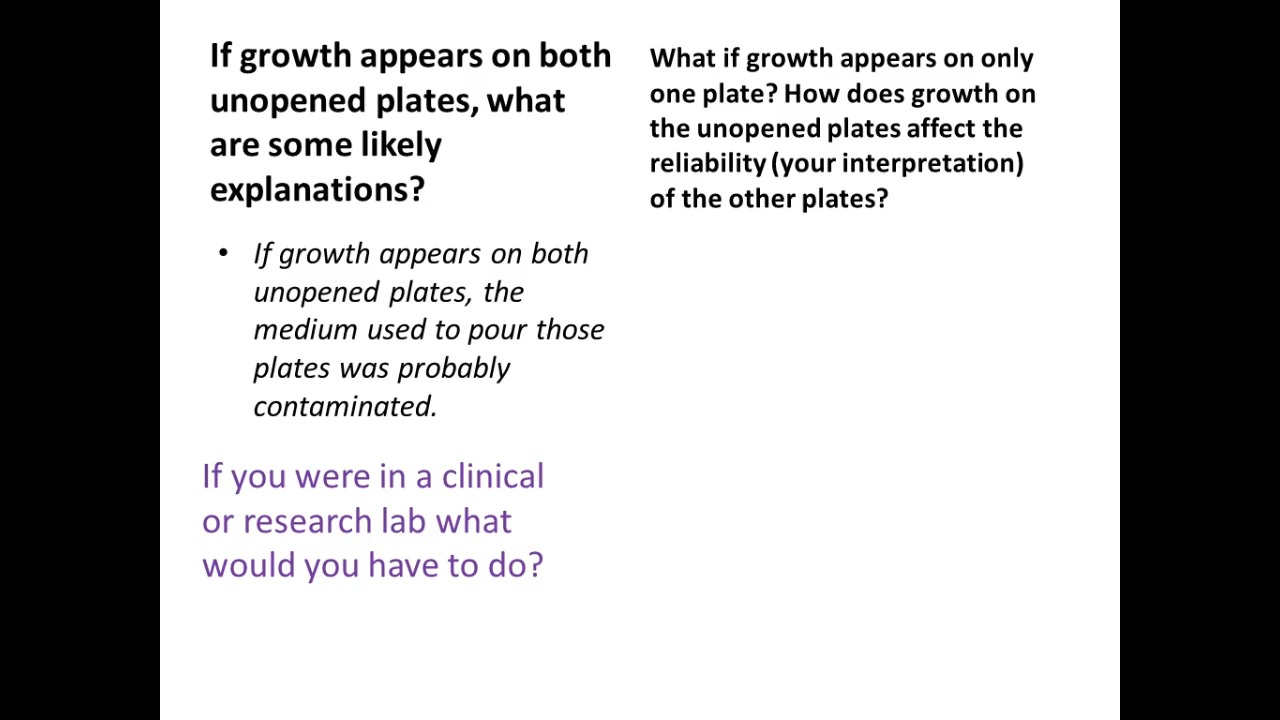 If growth appears on both
unopened plates, what
are some likely
explanations?
• If growth appears on both
unopened plates, the
medium used to pour those
plates was probably
contaminated.
If you were in a clinical
or research lab what
would you have to do?
What if growth appears on only
one plate? How does growth on
the unopened plates affect the
reliability (your interpretation)
of the other plates?